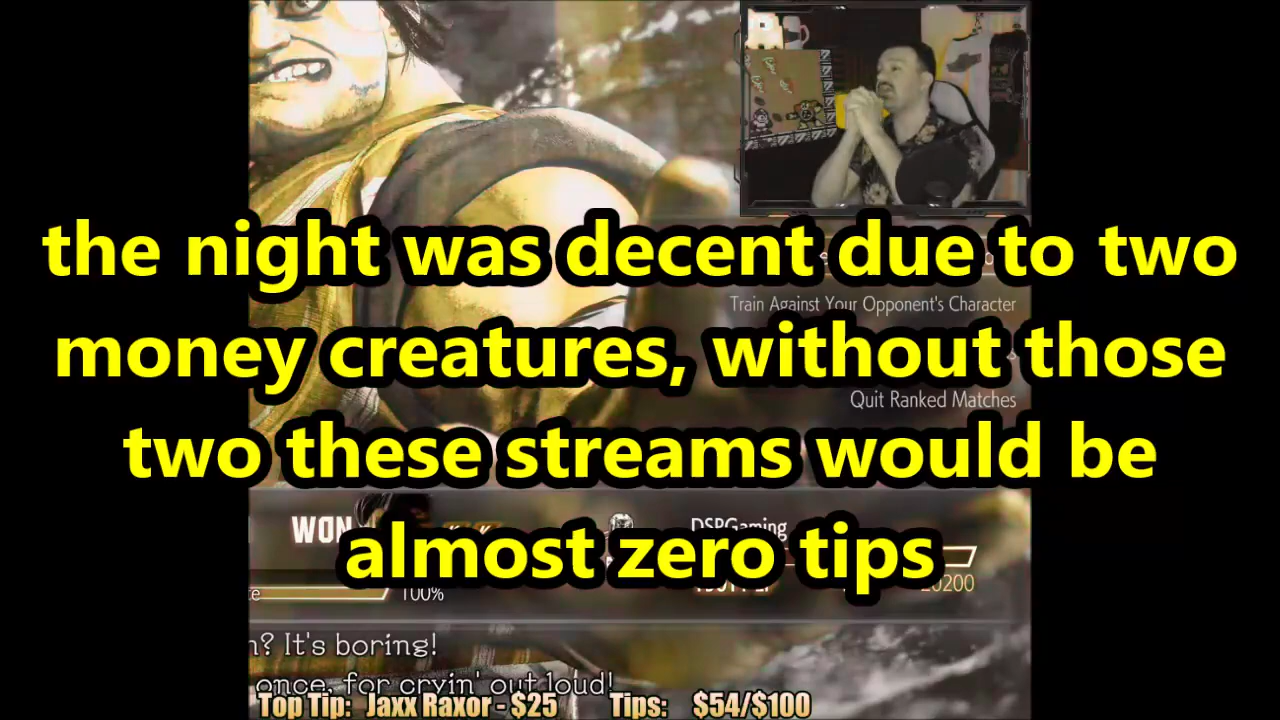 the night was decent due to two
Train Against Your Opponent's Character
money creatures, without those
Quit Ranked Matches
two these streams would be
WON
DSPGaming
almost zero tips
100%
20200
? It's boring!
once, for cryin' out loud!
Top Tip: Jaxx Raxor - $25 Tips: $54/$100